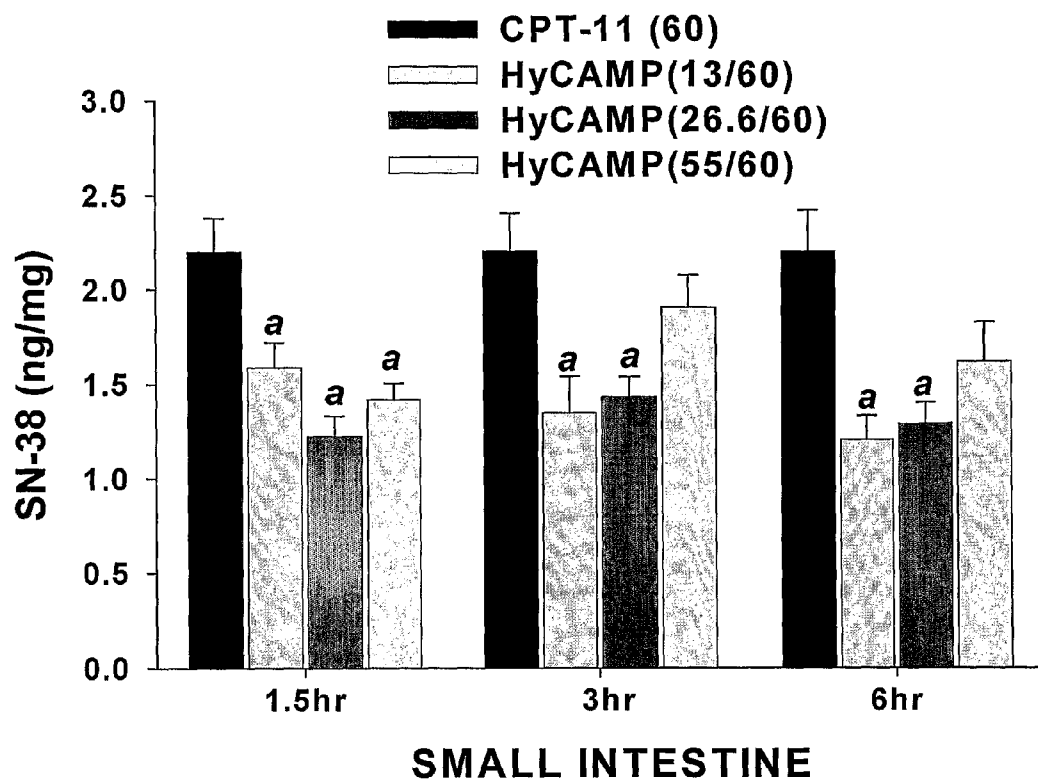 CPT-11 (60)
HyCAMP(13/60)
HyCAMP(26.6/60)
HyCAMP(55/60)
3.0
2.5
2.0
1.5
1.0
0.5
0.0
SN-38 (ng/mg)
a
a
a
a
a
a
a
1.5hr
3hr
6hr
SMALL INTESTINE